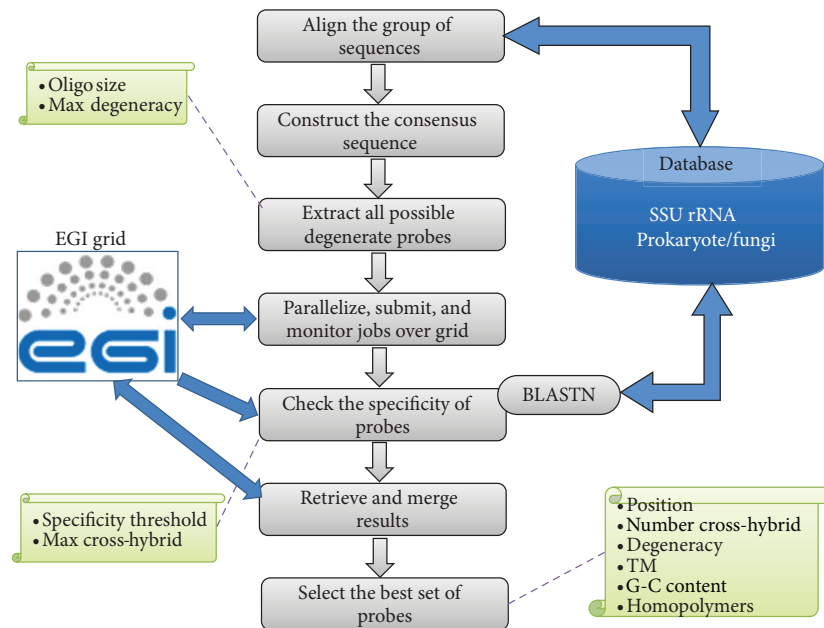 Align the group of
sequences
• Oligo size
• Max degeneracy
Construct the consensus
sequence
Database
SSU rRNA
Prokaryote/fungi
Extract all possible
degenerate probes
EGI grid
egi
Parallelize, submit, and
monitor jobs over grid
Check the specificity of
probes
BLASTN
• Specificity threshold
• Max cross-hybrid
Retrieve and merge
results
• Position
• Number cross-hybrid
• Degeneracy
• TM
• G-C content
• Homopolymers
Select the best set of
probes